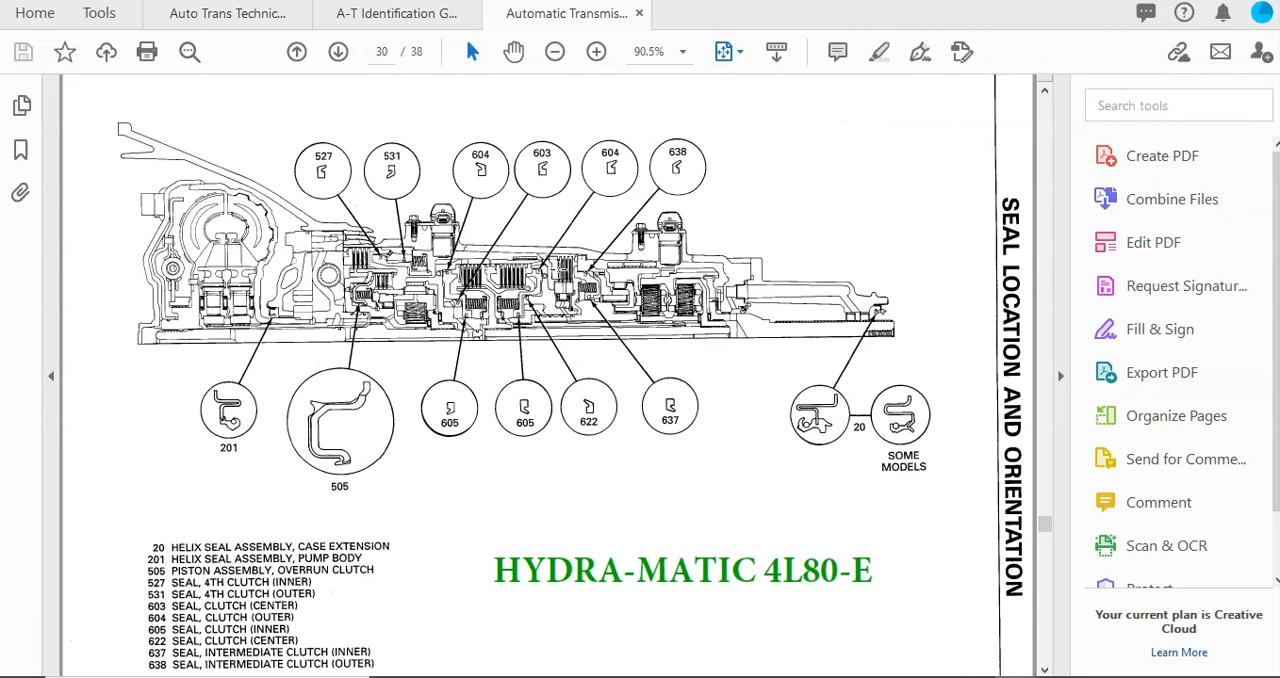 Home
Tools
Auto Trans Technic...
A-T Identification G...
Automatic Transmis...
30 / 38
90.5%
Search tools
527
531
604
603
604
638
SEAL LOCATION AND ORIENTATION
201
505
605
605
622
637
20
SOME
MODELS
20 HELIX SEAL ASSEMBLY, CASE EXTENSION
201 HELIX SEAL ASSEMBLY, PUMP BODY
505 PISTON ASSEMBLY, OVERRUN CLUTCH
527 SEAL, 4TH CLUTCH (INNER)
531 SEAL, 4TH CLUTCH (OUTER)
603 SEAL, CLUTCH (CENTER)
604 SEAL, CLUTCH (OUTER)
605 SEAL, CLUTCH (INNER)
622 SEAL, CLUTCH (CENTER)
637 SEAL, INTERMEDIATE CLUTCH (INNER)
638 SEAL, INTERMEDIATE CLUTCH (OUTER)
HYDRA-MATIC 4L80-E
Create PDF
Combine Files
Edit PDF
Request Signatur...
Fill & Sign
Export PDF
Organize Pages
Send for Comme...
Comment
Scan & OCR
Your current plan is Creative
Cloud
Learn More